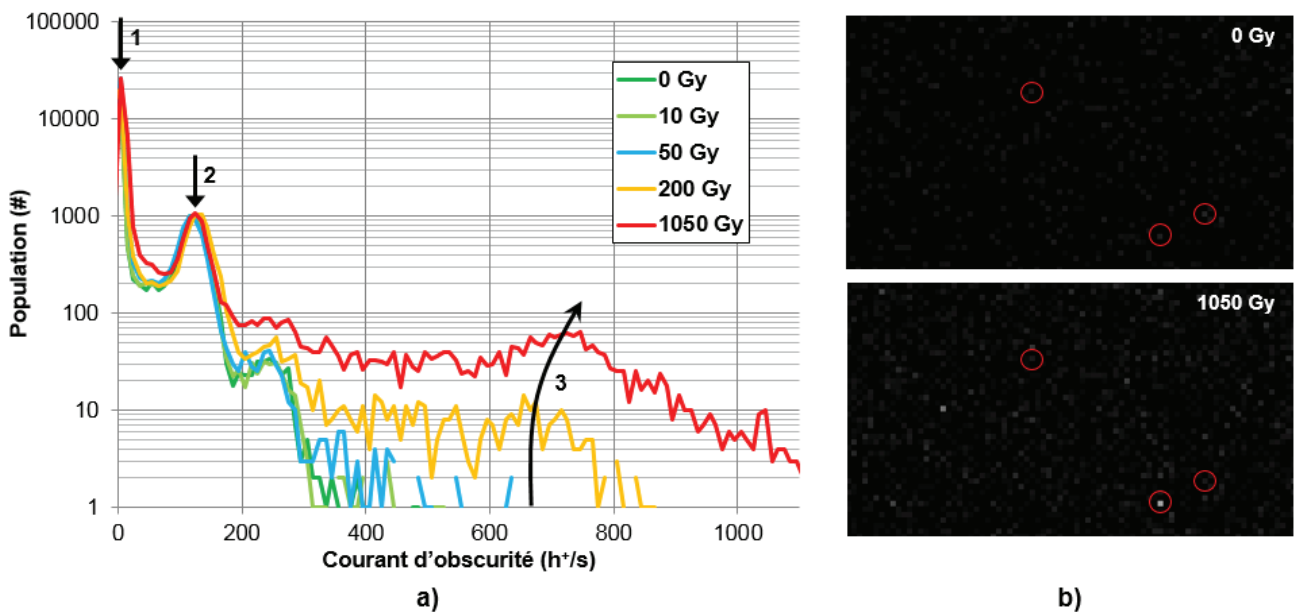 100000
10000
1000
100
10
1
Population (#)
0
200
400
600
800
1000
Courant d'obscurité (h⁺/s)
1
2
3
0 Gy
10 Gy
50 Gy
200 Gy
1050 Gy
a)
0 Gy
1050 Gy
b)